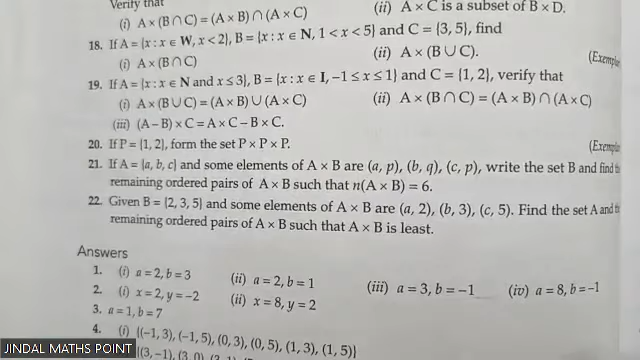 Verify that
(i) A × (B ∩ C) = (A × B) ∩ (A × C) (ii) A × C is a subset of B × D.
18. If A = {x : x ∈ W, x < 2}, B = {x : x ∈ N, 1 < x < 5} and C = {3, 5}, find
(i) A × (B ∩ C) (ii) A × (B ∪ C).
19. If A = {x : x ∈ N and x ≤ 3}, B = {x : x ∈ I, –1 ≤ x ≤ 1} and C = {1, 2}, verify that
(i) A × (B ∪ C) = (A × B) ∪ (A × C) (ii) A × (B ∩ C) = (A × B) ∩ (A × C)
(iii) (A – B) × C = A × C – B × C.
20. If P = {1, 2}, form the set P × P × P.
21. If A = {a, b, c} and some elements of A × B are (a, p), (b, q), (c, p), write the set B and find
remaining ordered pairs of A × B such that n(A × B) = 6.
22. Given B = {2, 3, 5} and some elements of A × B are (a, 2), (b, 3), (c, 5). Find the set A and
remaining ordered pairs of A × B such that A × B is least.
Answers
1. (i) a = 2, b = 3 (ii) a = 2, b = 1 (iii) a = 3, b = –1 (iv) a = 8, b = –1
2. (i) x = 2, y = –2 (ii) x = 8, y = 2
3. a = 1, b = 7
4. (i) {(–1, 3), (–1, 5), (0, 3), (0, 5), (1, 3), (1, 5)}
{(3, –1), (3, 0)
JINDAL MATHS POINT